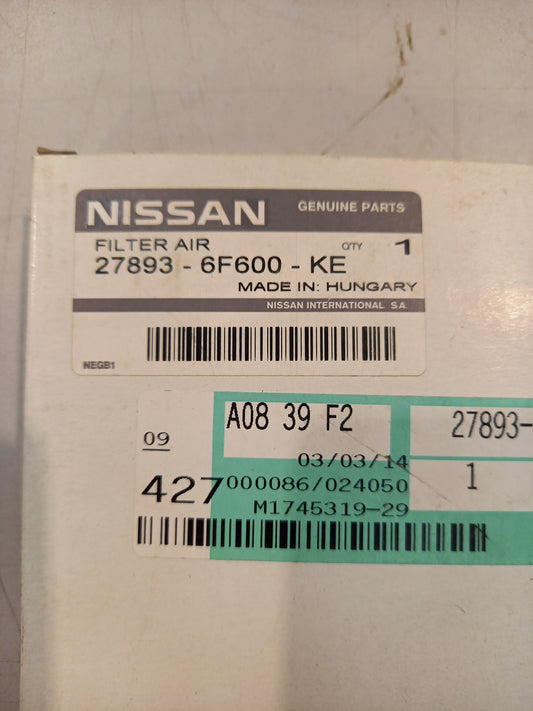 NISSAN GENUINE PARTS
FILTER AIR QTY 1
27893 - 6F600 - KE
MADE IN: HUNGARY
NISSAN INTERNATIONAL S.A.
NEGB1
A08 39 F2 27893-
09
03/03/14 1
427 000086/024050
M1745319-29